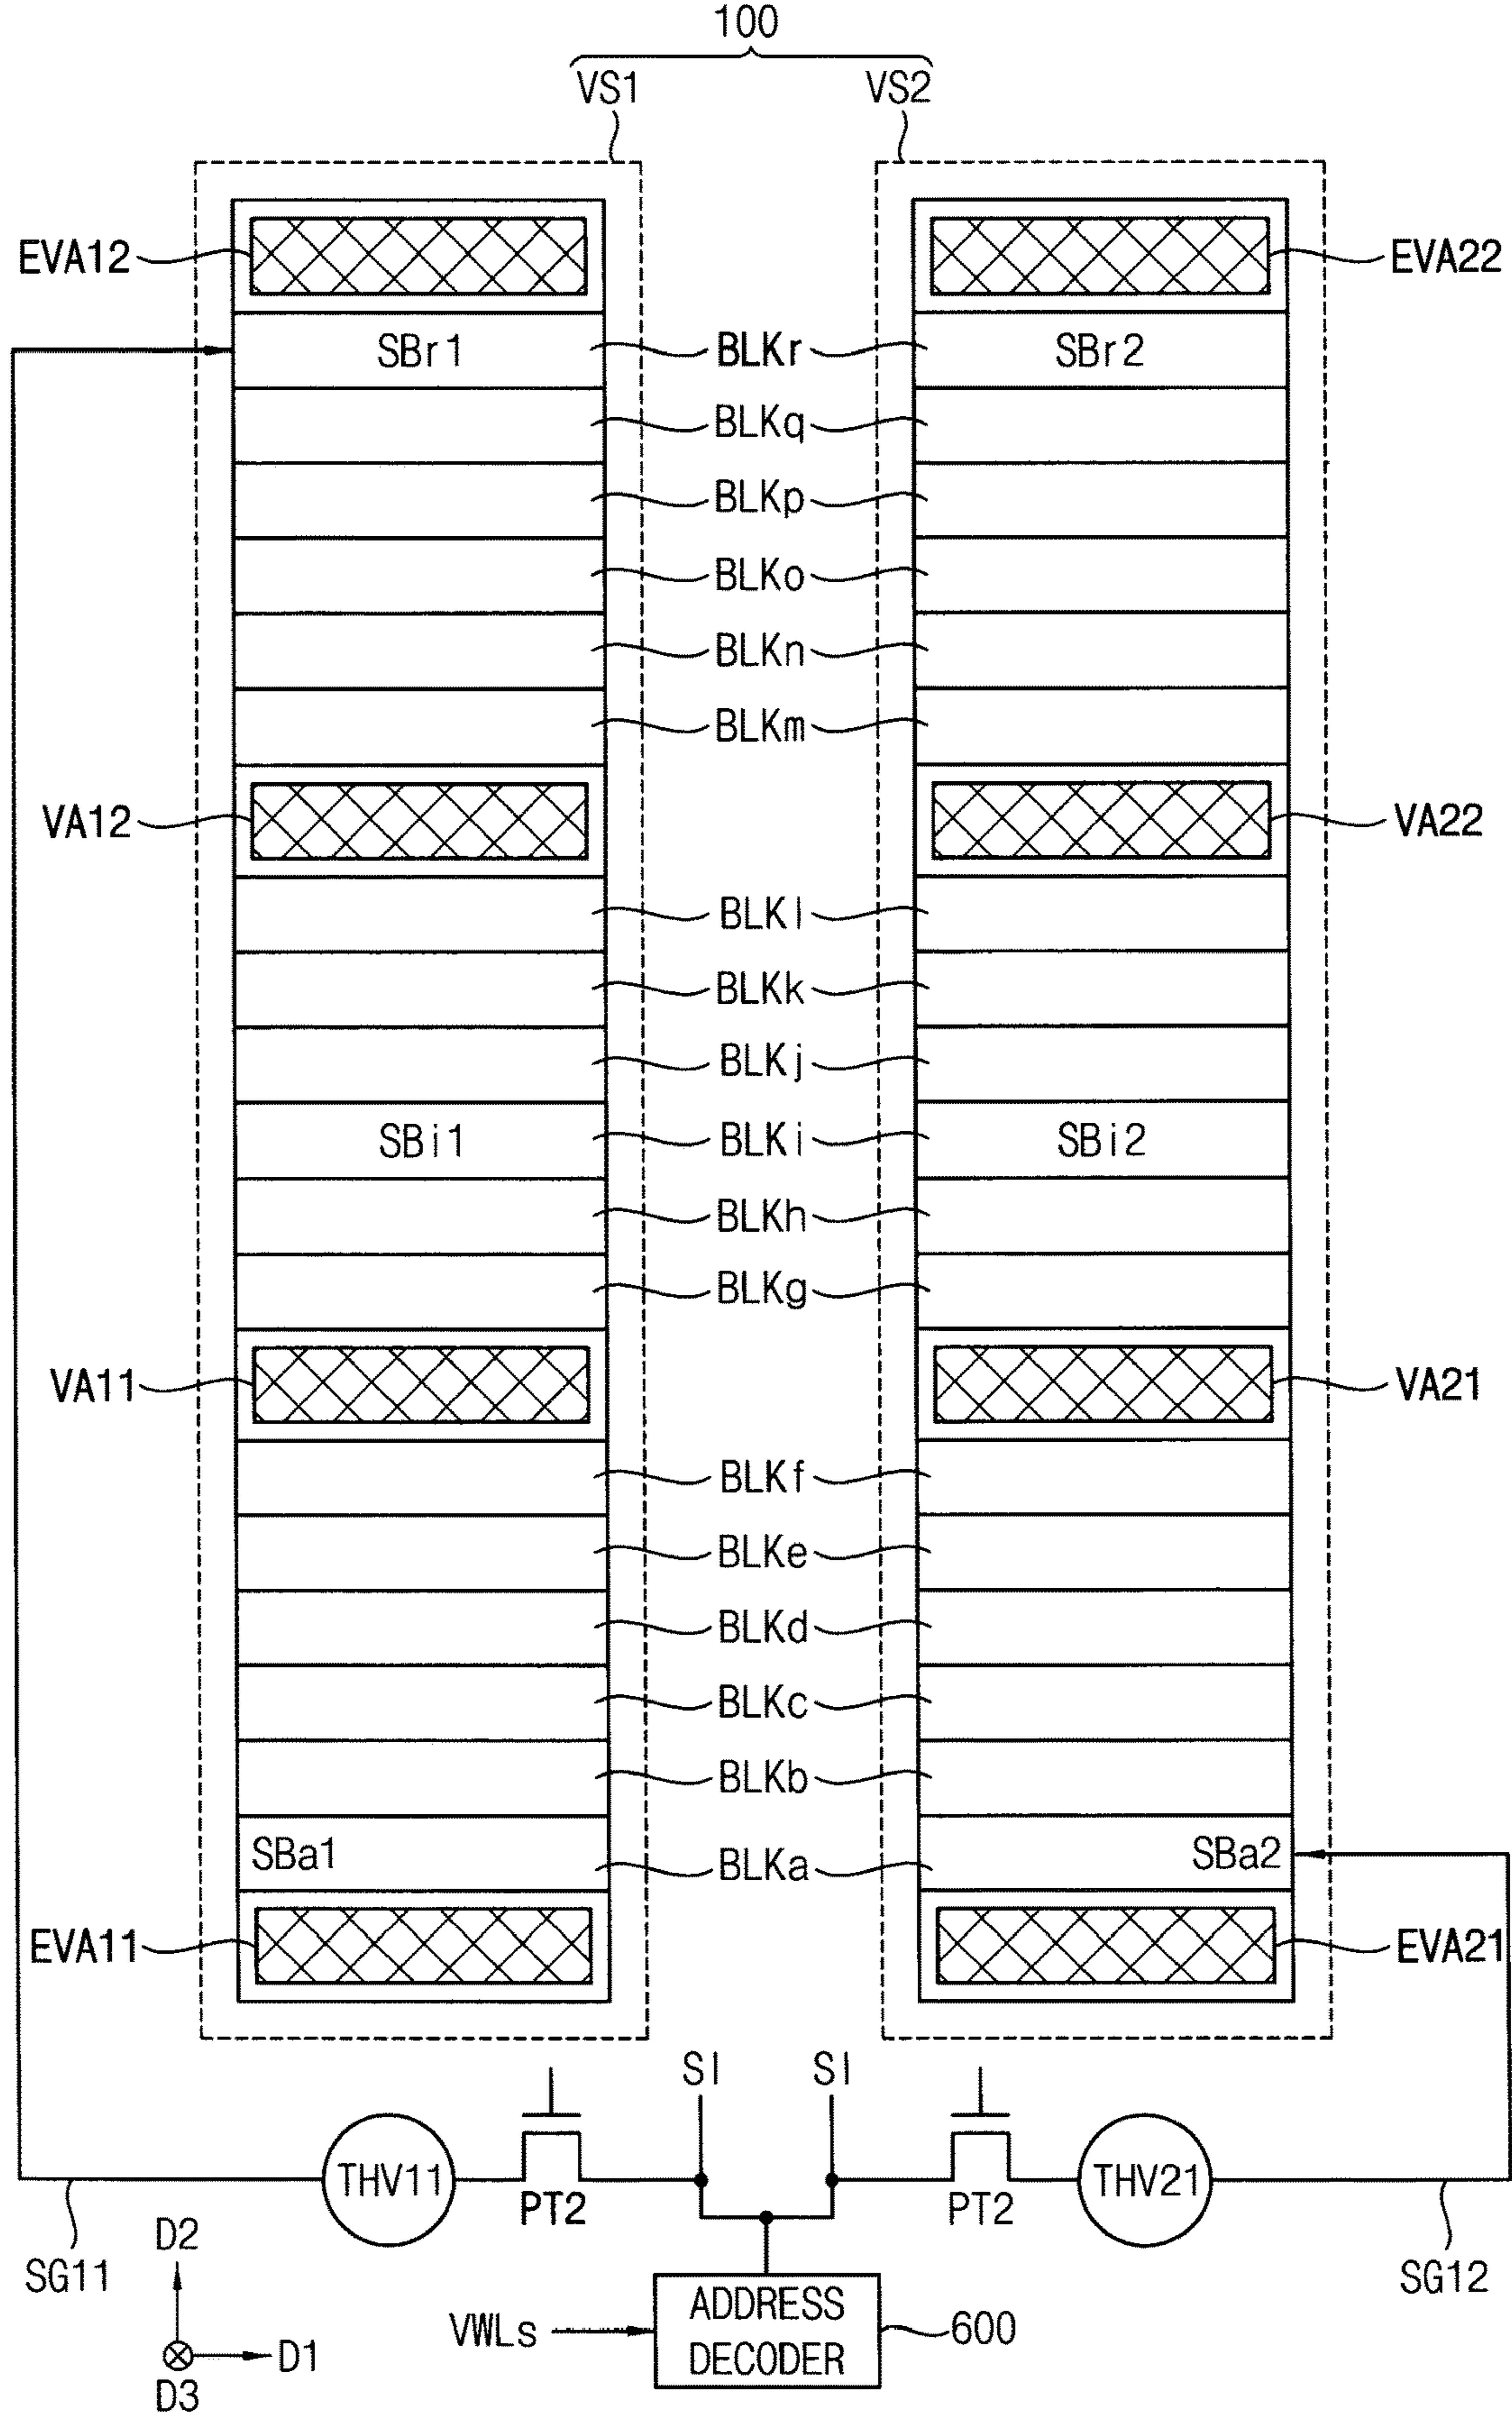 100
VS1 VS2
EVA12 EVA22
SBr1 BLKr SBr2
BLKq
BLKp
BLKo
BLKn
BLKm
VA12 VA22
BLKl
BLKk
BLKj
SBi1 BLKi SBi2
BLKh
BLKg
VA11 VA21
BLKf
BLKe
BLKd
BLKc
BLKb
SBa1 BLKa SBa2
EVA11 EVA21
SI SI
THV11 PT2 PT2 THV21
SG11 SG12
D2
D1
D3
VWLs ADDRESS
DECODER 600